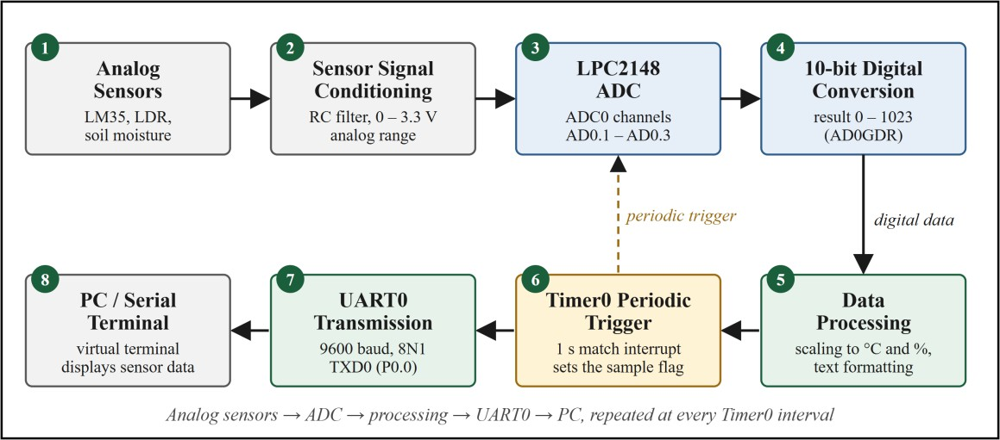 1
Analog
Sensors
LM35, LDR,
soil moisture
2
Sensor Signal
Conditioning
RC filter, 0 – 3.3 V
analog range
3
LPC2148
ADC
ADC0 channels
AD0.1 – AD0.3
4
10-bit Digital
Conversion
result 0 – 1023
(AD0GDR)
periodic trigger
digital data
5
Data
Processing
scaling to °C and %,
text formatting
6
Timer0 Periodic
Trigger
1 s match interrupt
sets the sample flag
7
UART0
Transmission
9600 baud, 8N1
TXD0 (P0.0)
8
PC / Serial
Terminal
virtual terminal
displays sensor data
Analog sensors → ADC → processing → UART0 → PC, repeated at every Timer0 interval